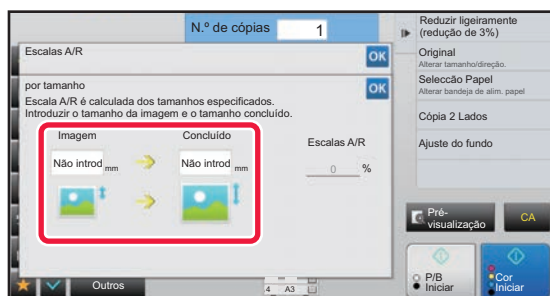 N.º de cópias
1
Escalas A/R
OK
por tamanho
OK
Escala A/R é calculada dos tamanhos especificados.
Introduzir o tamanho da imagem e o tamanho concluído.
Imagem
Concluído
Escalas A/R
Não introd mm
Não introd mm
0 %
Outros
4 A3
Reduzir ligeiramente
(redução de 3%)
Original
Alterar tamanho/direção.
Seleccão Papel
Alterar bandeja de alim. papel
Cópia 2 Lados
Ajuste do fundo
Pré-
visualização
CA
P/B
Iniciar
Cor
Iniciar